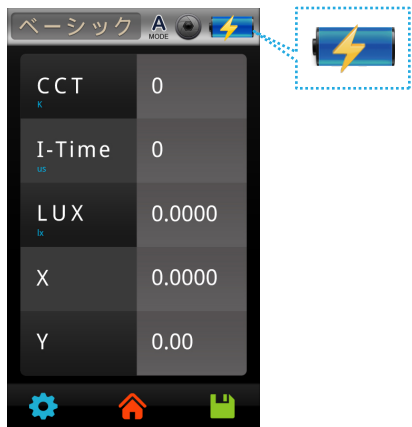 ベーシック A
MODE
CCT 0
K
I-Time 0
us
LUX 0.0000
lx
X 0.0000
Y 0.00